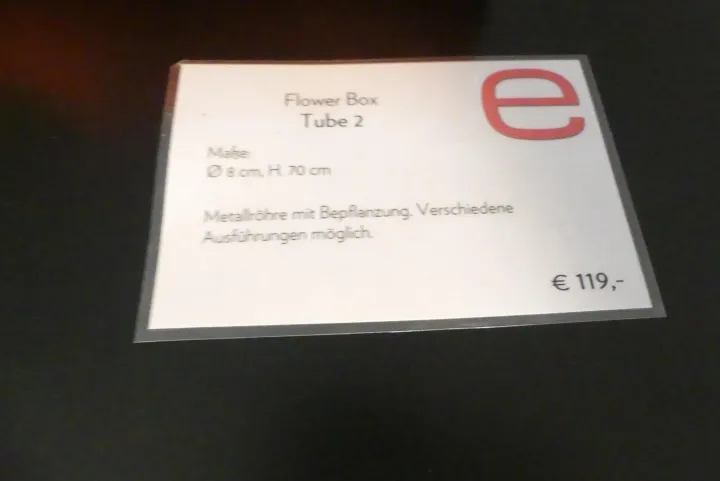 e
Flower Box
Tube 2
Maße:
Ø 8 cm, H. 70 cm
Metallröhre mit Bepflanzung. Verschiedene
Ausführungen möglich.
€ 119,-